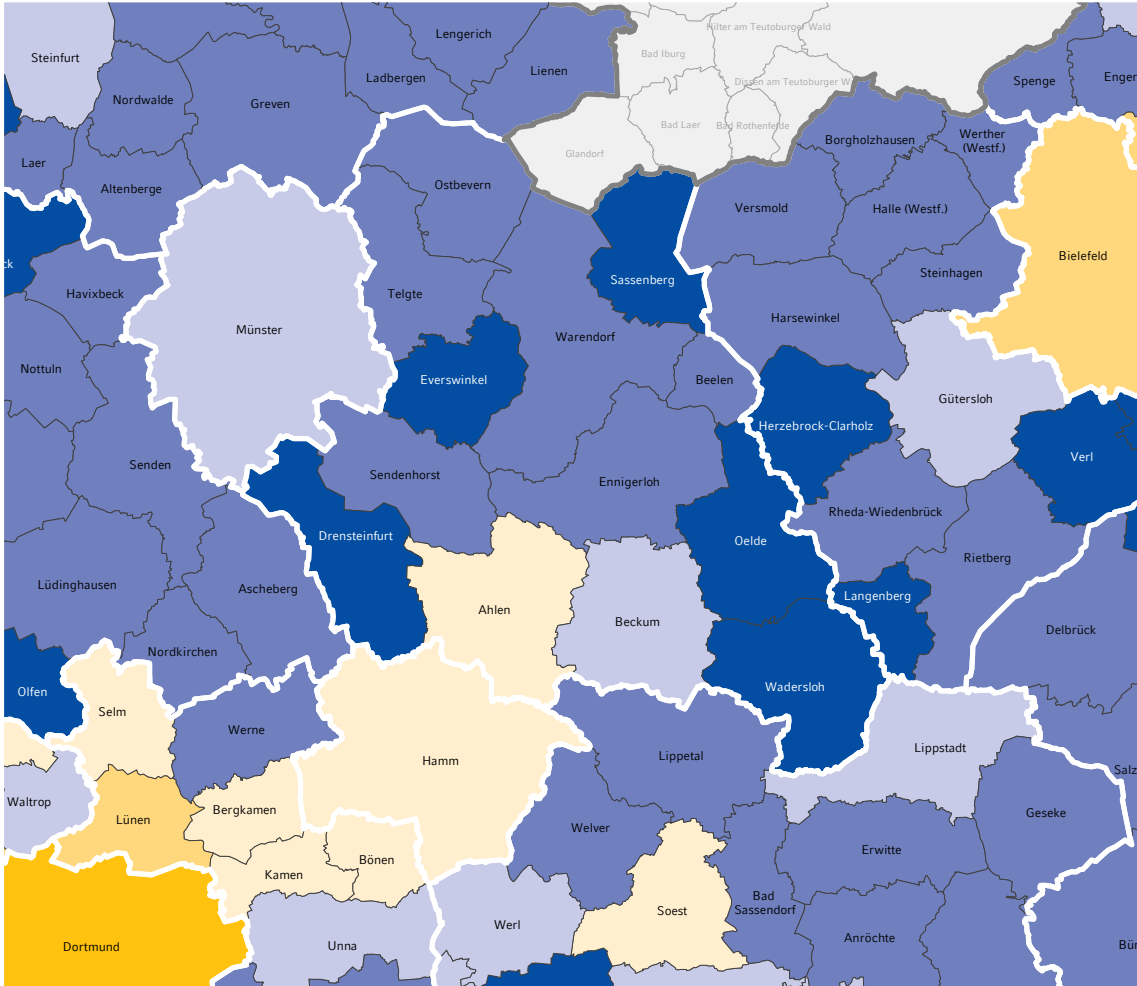 Lengerich
Hilter am Teutoburger Wald
Steinfurt
Bad Iburg
Lienen
Ladbergen
Spenge
Enger
Dissen am Teutoburger W
Nordwalde
Greven
Bad Laer
Bad Rothenfelde
Borgholzhausen
Werther
(Westf.)
Glandorf
Laer
Altenberge
Ostbevern
Versmold
Halle (Westf.)
Bielefeld
ck
Steinhagen
Sassenberg
Havixbeck
Telgte
Harsewinkel
Münster
Warendorf
Nottuln
Everswinkel
Beelen
Gütersloh
Herzebrock-Clarholz
Verl
Senden
Sendenhorst
Ennigerloh
Rheda-Wiedenbrück
Drensteinfurt
Oelde
Rietberg
Lüdinghausen
Ascheberg
Langenberg
Ahlen
Beckum
Delbrück
Nordkirchen
Olfen
Wadersloh
Selm
Werne
Lippetal
Lippstadt
Hamm
Salz
Waltrop
Bergkamen
Geseke
Lünen
Welver
Erwitte
Bönen
Kamen
Bad
Sassendorf
Soest
Werl
Anröchte
Dortmund
Unna
Bür